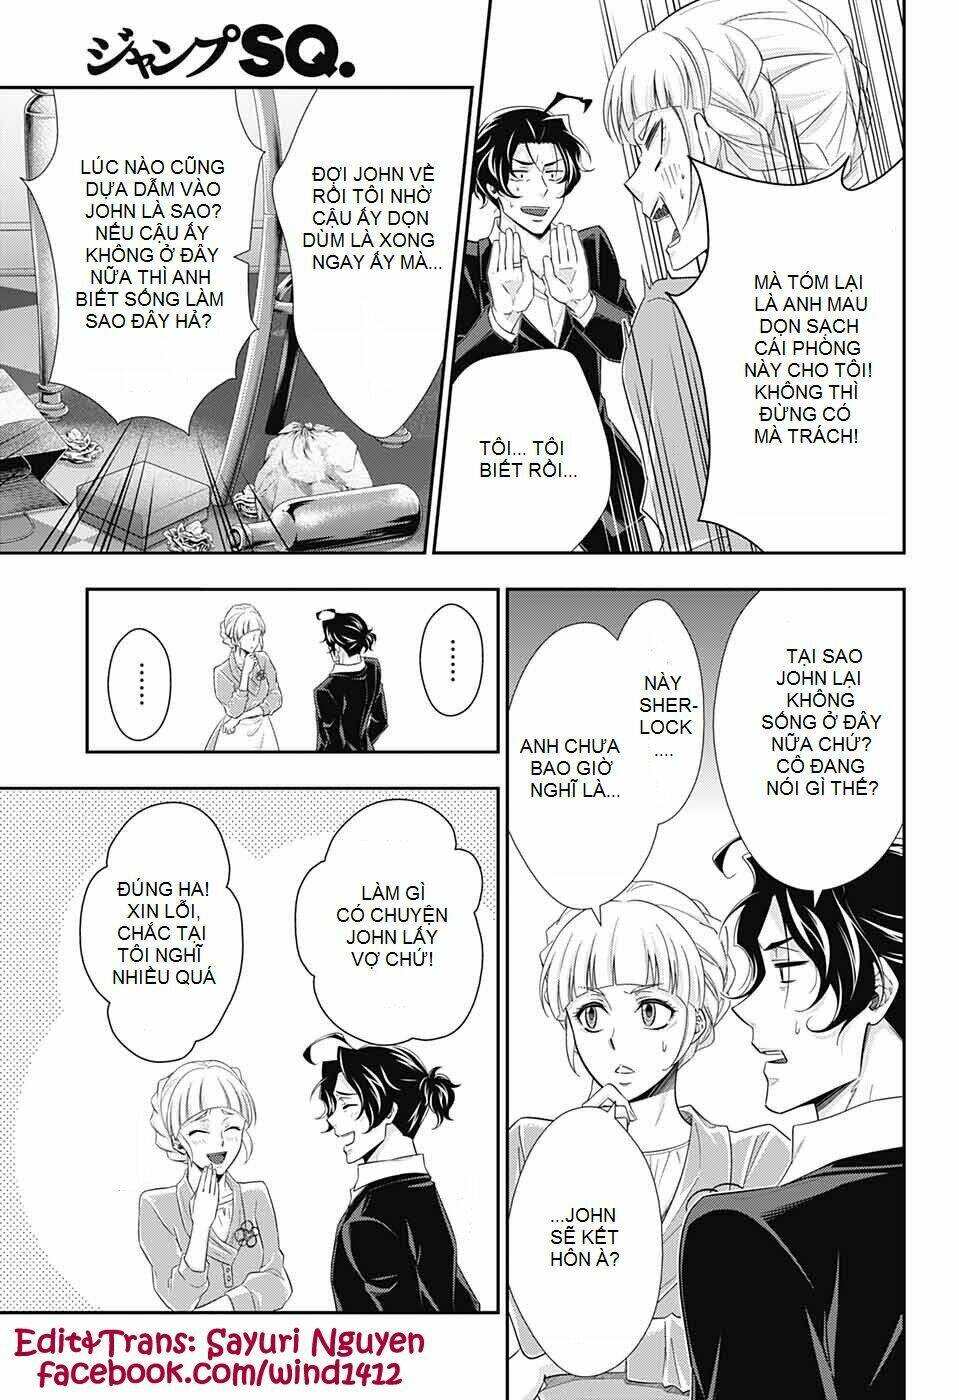 ジャンプSQ.
MÀ TÓM LẠI
LÀ ANH MAU
DỌN SẠCH
CÁI PHÒNG
NÀY CHO TÔI!
KHÔNG THÌ
ĐỪNG CÓ
MÀ TRÁCH!
TÔI... TÔI
BIẾT RỒI...
ĐỢI JOHN VỀ
RỒI TÔI NHỜ
CẬU ẤY DỌN
DÙM LÀ XONG
NGAY ẤY MÀ...
LÚC NÀO CŨNG
DỰA DẪM VÀO
JOHN LÀ SAO?
NẾU CẬU ẤY
KHÔNG Ở ĐÂY
NỮA THÌ ANH
BIẾT SỐNG LÀM
SAO ĐÂY HẢ?
TẠI SAO
JOHN LẠI
KHÔNG
SỐNG Ở ĐÂY
NỮA CHỨ?
CÔ ĐANG
NÓI GÌ THẾ?
NÀY
SHER-
LOCK
....
ANH CHƯA
BAO GIỜ
NGHĨ LÀ...
...JOHN
SẼ KẾT
HÔN À?
......
......
LÀM GÌ
CÓ CHUYỆN
JOHN LẤY
VỢ CHỨ!
ĐÚNG HA!
XIN LỖI,
CHẮC TẠI
TÔI NGHĨ
NHIỀU QUÁ
Edit&Trans: Sayuri Nguyen
facebook.com/wind1412